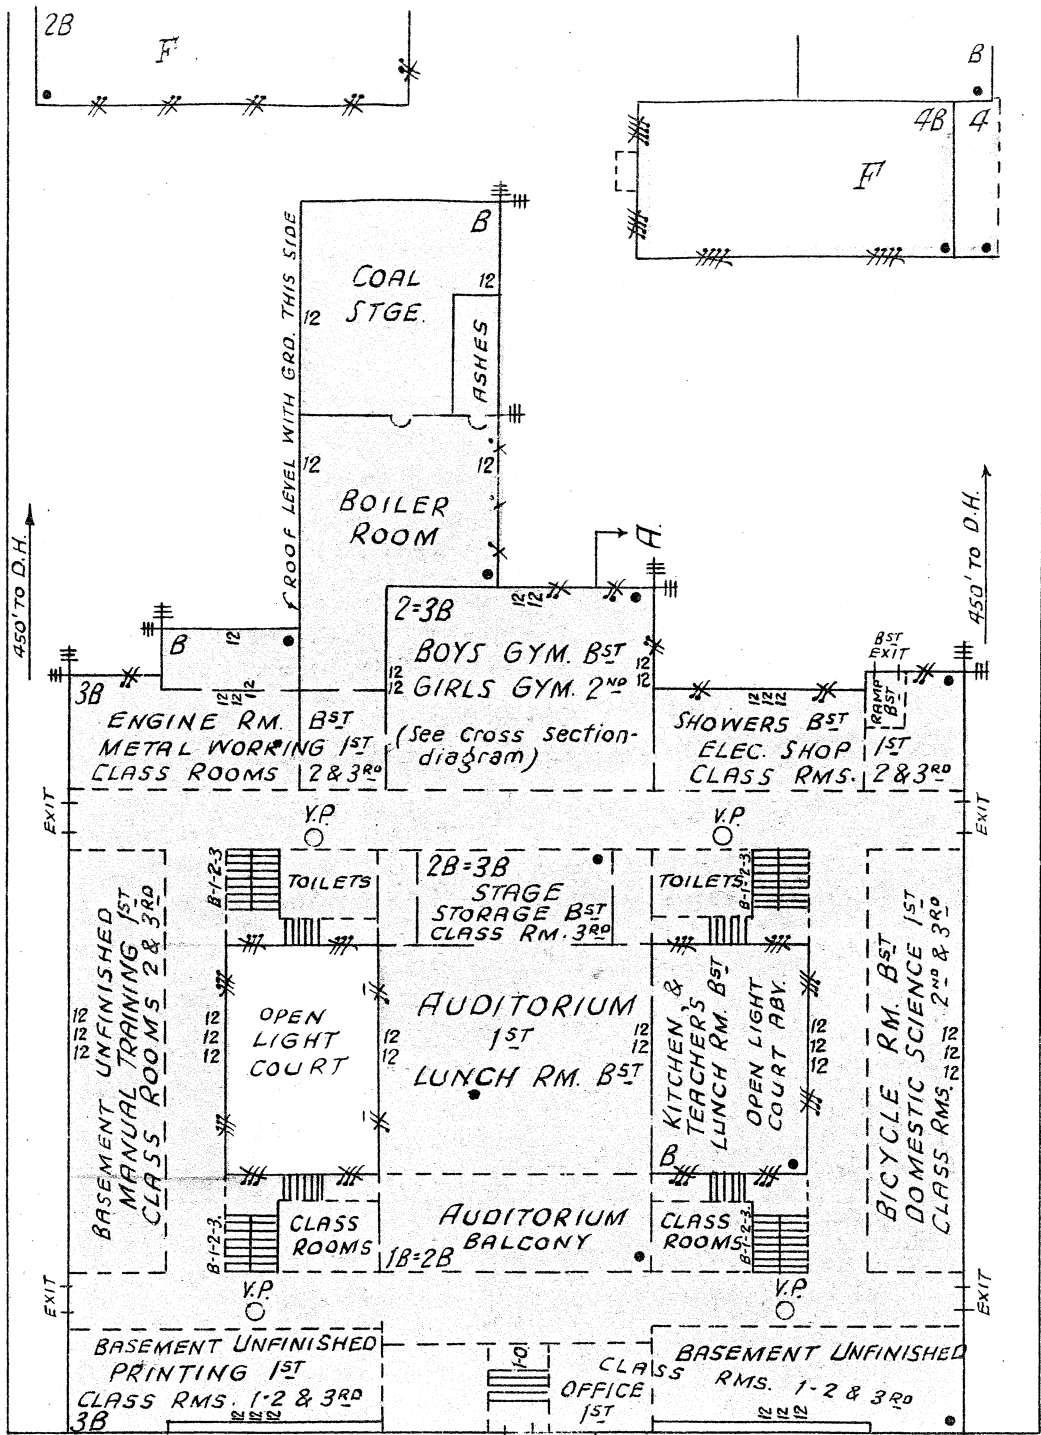 2B
F
B
4B
4
F
B
COAL
STGE.
12
12
ASHES
ROOF LEVEL WITH GRD. THIS SIDE
12
12
BOILER
ROOM
A.
450' TO D.H.
450' TO D.H.
B
12
2=3B
12
12
BOYS GYM. BST
GIRLS GYM. 2ND
12
12
12
12
(See cross section-
diagram)
BST
EXIT
RAMP
BST
3B
12
12
12
ENGINE RM. BST
METAL WORKING 1ST
CLASS ROOMS 2 & 3RD
12
12
12
SHOWERS BST
ELEC. SHOP 1ST
CLASS RMS. 2 & 3RD
EXIT
EXIT
V.P.
V.P.
B-1-2-3
TOILETS
2B=3B
STAGE
STORAGE BST
CLASS RM. 3RD
TOILETS
B-1-2-3.
BASEMENT UNFINISHED
MANUAL TRAINING 1ST
CLASS ROOMS 2 & 3RD
12
12
12
12
12
12
OPEN
LIGHT
COURT
12
12
AUDITORIUM
1ST
LUNCH RM. BST
12
12
KITCHEN, &
TEACHER'S
LUNCH RM. BST
OPEN LIGHT
COURT ABV.
B
12
12
12
BICYCLE RM. BST
DOMESTIC SCIENCE 1ST
CLASS RMS. 2ND & 3RD
12
12
12
B-1-2-3.
CLASS
ROOMS
AUDITORIUM
BALCONY
1B=2B
CLASS
ROOMS
B-1-2-3.
EXIT
EXIT
V.P.
V.P.
BASEMENT UNFINISHED
PRINTING 1ST
CLASS RMS. 1-2 & 3RD
12 12 12
3B
1-0
CLASS
OFFICE
1ST
BASEMENT UNFINISHED
RMS. 1-2 & 3RD
12 12 12